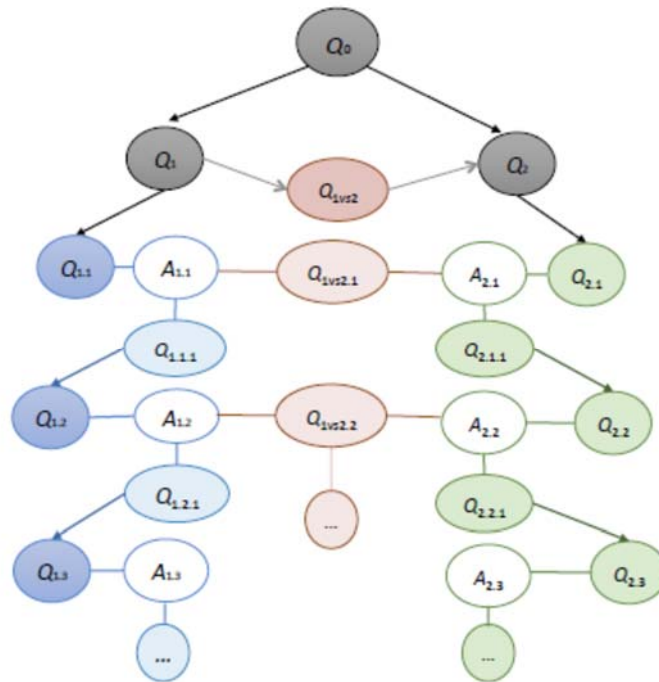 Q0
Q1 Q1vs2 Q2
Q1.1 A1.1 Q1vs2.1 A2.1 Q2.1
Q1.1.1 Q2.1.1
Q1.2 A1.2 Q1vs2.2 A2.2 Q2.2
Q1.2.1 ... Q2.2.1
Q1.3 A1.3 A2.3 Q2.3
... ...